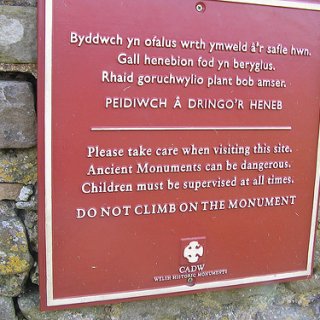 Byddwch yn ofalus wrth ymweld â'r safle hwn.
Gall henebion fod yn beryglus.
Rhaid goruchwylio plant bob amser.
PEIDIWCH Â DRINGO'R HENEB
Please take care when visiting this site.
Ancient Monuments can be dangerous.
Children must be supervised at all times.
DO NOT CLIMB ON THE MONUMENT
CADW
WELSH HISTORIC MONUMENTS